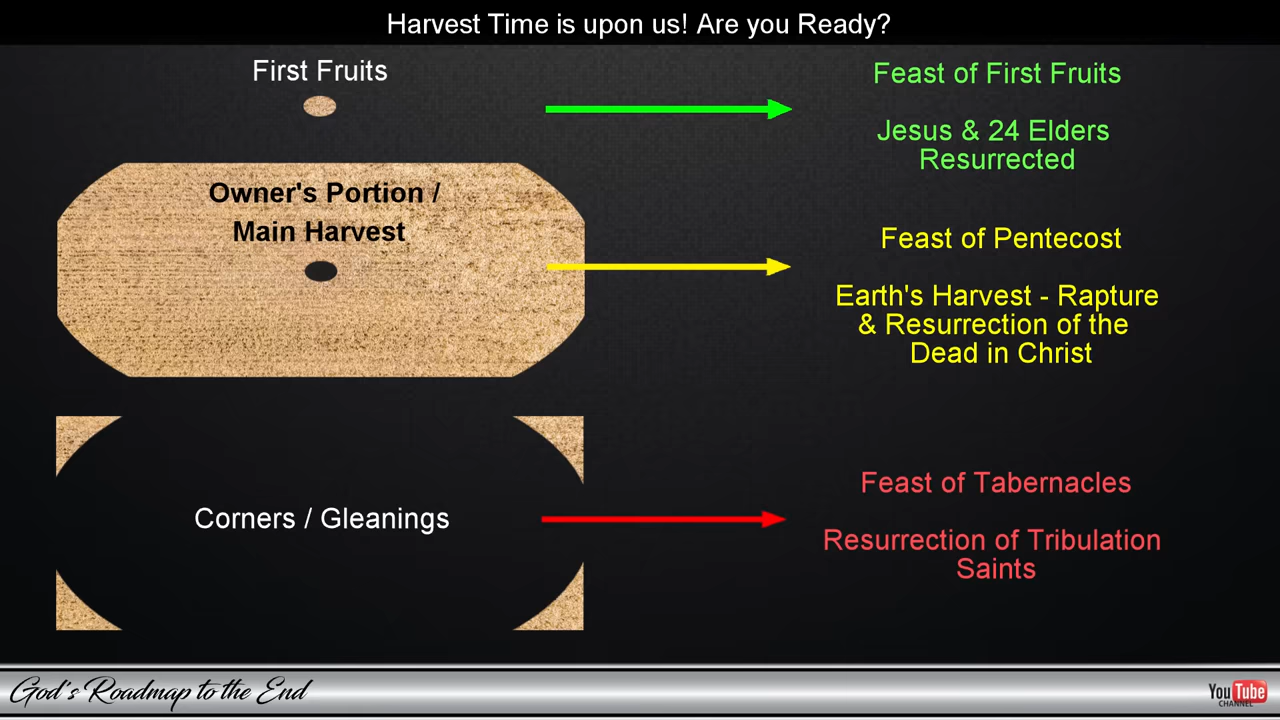 Harvest Time is upon us! Are you Ready?
First Fruits
Feast of First Fruits
Jesus & 24 Elders
Resurrected
Owner's Portion /
Main Harvest
Feast of Pentecost
Earth's Harvest - Rapture
& Resurrection of the
Dead in Christ
Corners / Gleanings
Feast of Tabernacles
Resurrection of Tribulation
Saints
God's Roadmap to the End
YouTube
CHANNEL